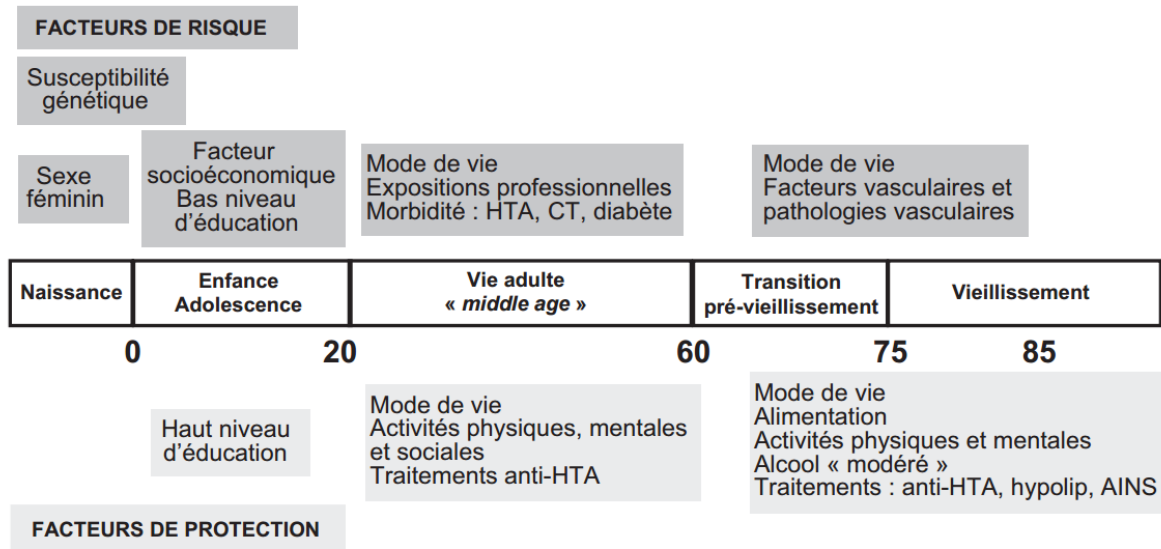 FACTEURS DE RISQUE
Susceptibilité
génétique
Sexe
féminin
Facteur
socioéconomique
Bas niveau
d'éducation
Mode de vie
Expositions professionnelles
Morbidité : HTA, CT, diabète
Mode de vie
Facteurs vasculaires et
pathologies vasculaires
Naissance
Enfance
Adolescence
Vie adulte
« middle age »
Transition
pré-vieillissement
Vieillissement
0
20
60
75
85
Haut niveau
d'éducation
Mode de vie
Activités physiques, mentales
et sociales
Traitements anti-HTA
Mode de vie
Alimentation
Activités physiques et mentales
Alcool « modéré »
Traitements : anti-HTA, hypolip, AINS
FACTEURS DE PROTECTION